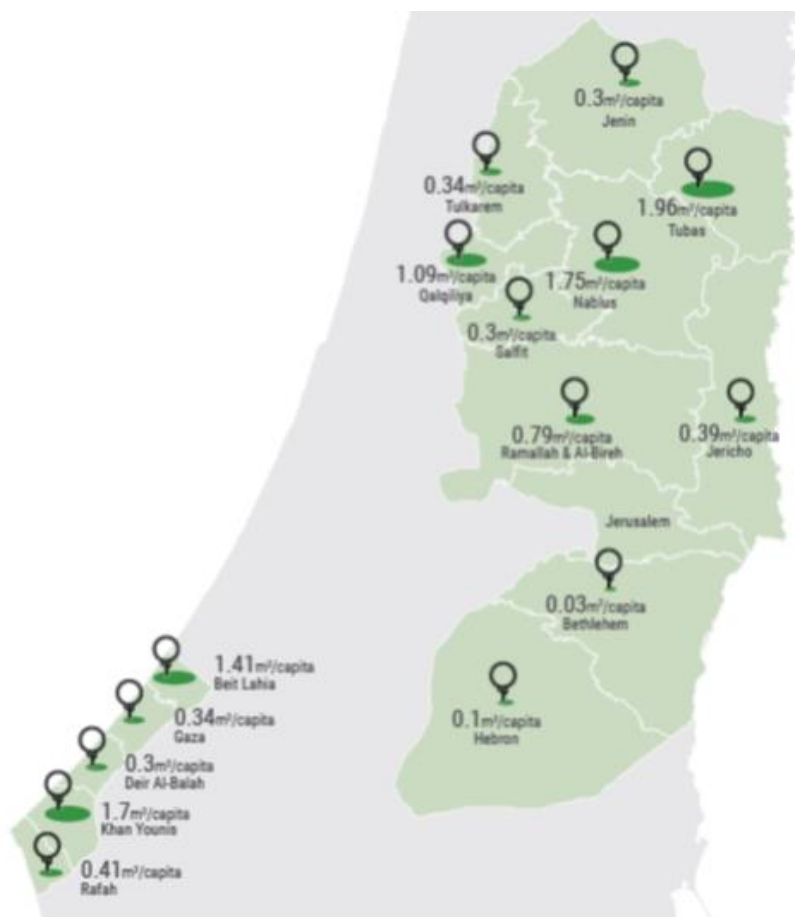 0.3m²/capita
Jenin
0.34m²/capita
Tulkarem
1.96m²/capita
Tubas
1.09m²/capita
Qalqiliya
1.75m²/capita
Nablus
0.3m²/capita
Salfit
0.79m²/capita
Ramallah & Al-Bireh
0.39m²/capita
Jericho
Jerusalem
0.03m²/capita
Bethlehem
1.41m²/capita
Beit Lahia
0.34m²/capita
Gaza
0.1m²/capita
Hebron
0.3m²/capita
Deir Al-Balah
1.7m²/capita
Khan Younis
0.41m²/capita
Rafah